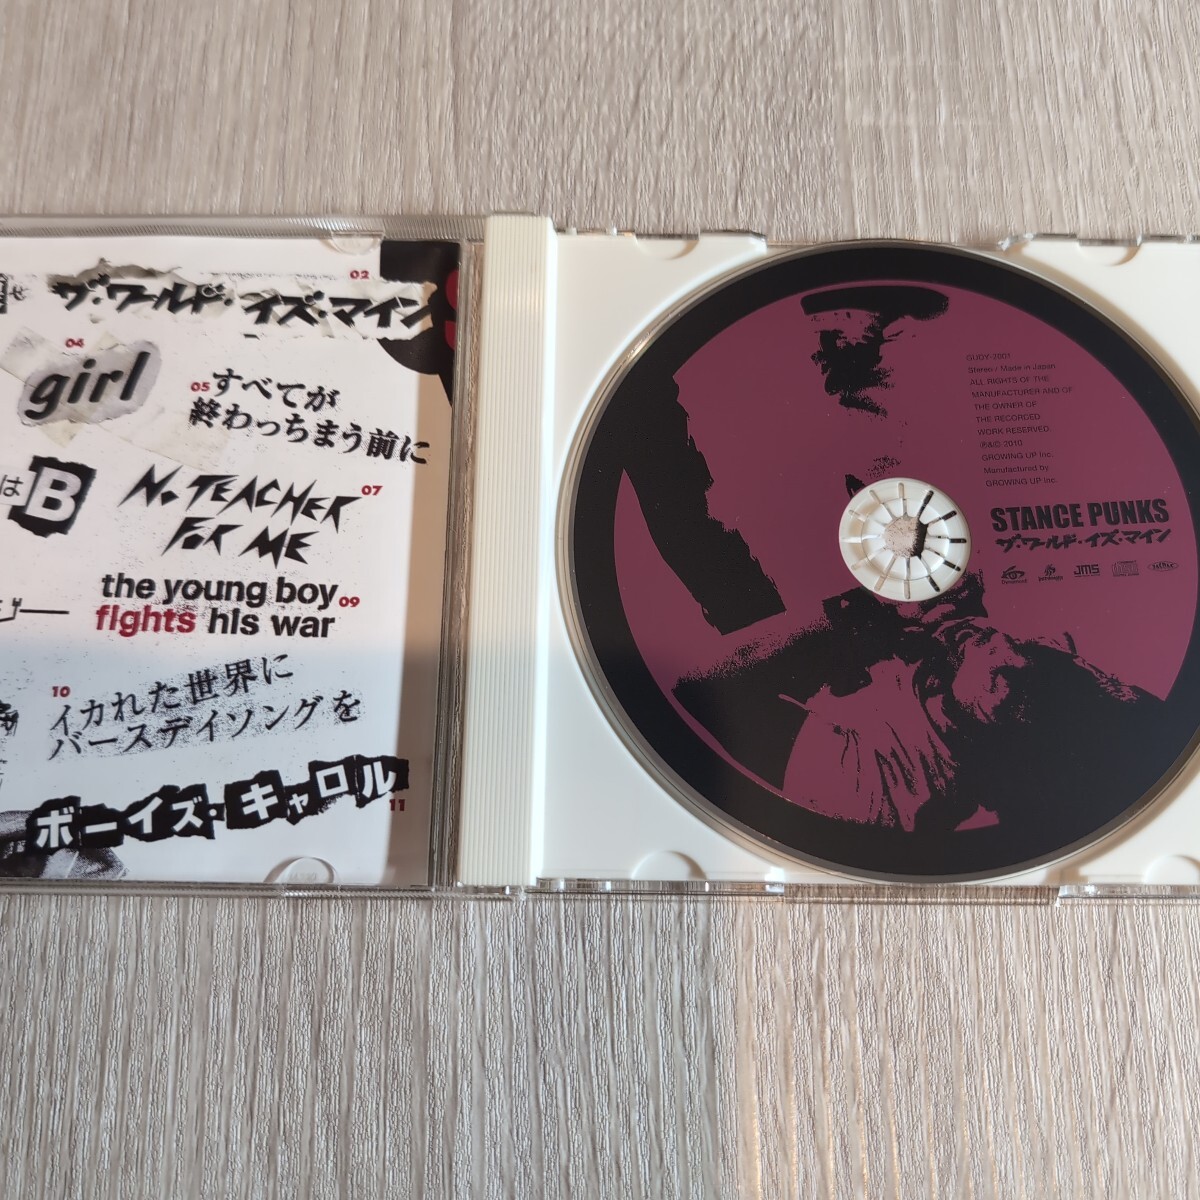 せ
02
ザ・ワールド・イズ・マイン
04
girl
05
すべてが
終わっちまう前に
は B
No TEACHER
FOR ME
07
the young boy
fights his war
09
10
イカれた世界に
バースデイソングを
ボーイズ・キャロル
11
GUDY-2001
Stereo / Made in Japan
ALL RIGHTS OF THE
MANUFACTURER AND OF
THE OWNER OF
THE RECORDED
WORK RESERVED.
℗&© 2010
GROWING UP Inc.
Manufactured by
GROWING UP Inc.
STANCE PUNKS
ザ・ワールド・イズ・マイン
JMS